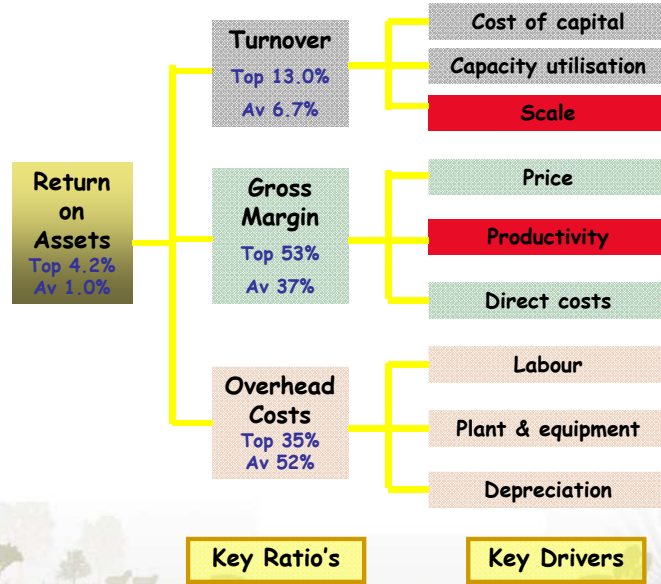 Return
on
Assets
Top 4.2%
Av 1.0%
Turnover
Top 13.0%
Av 6.7%
Cost of capital
Capacity utilisation
Scale
Gross
Margin
Top 53%
Av 37%
Price
Productivity
Direct costs
Overhead
Costs
Top 35%
Av 52%
Labour
Plant & equipment
Depreciation
Key Ratio's
Key Drivers